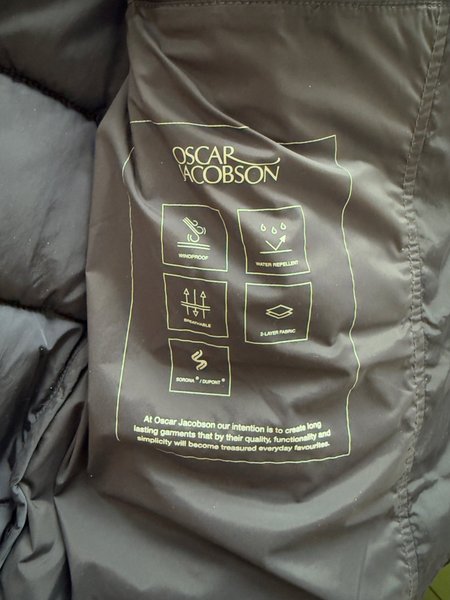 OSCAR
JACOBSON
WINDPROOF
WATER REPELLENT
BREATHABLE
2-LAYER FABRIC
SORONA® / DUPONT®
At Oscar Jacobson our intention is to create long
lasting garments that by their quality, functionality and
simplicity will become treasured everyday favourites.